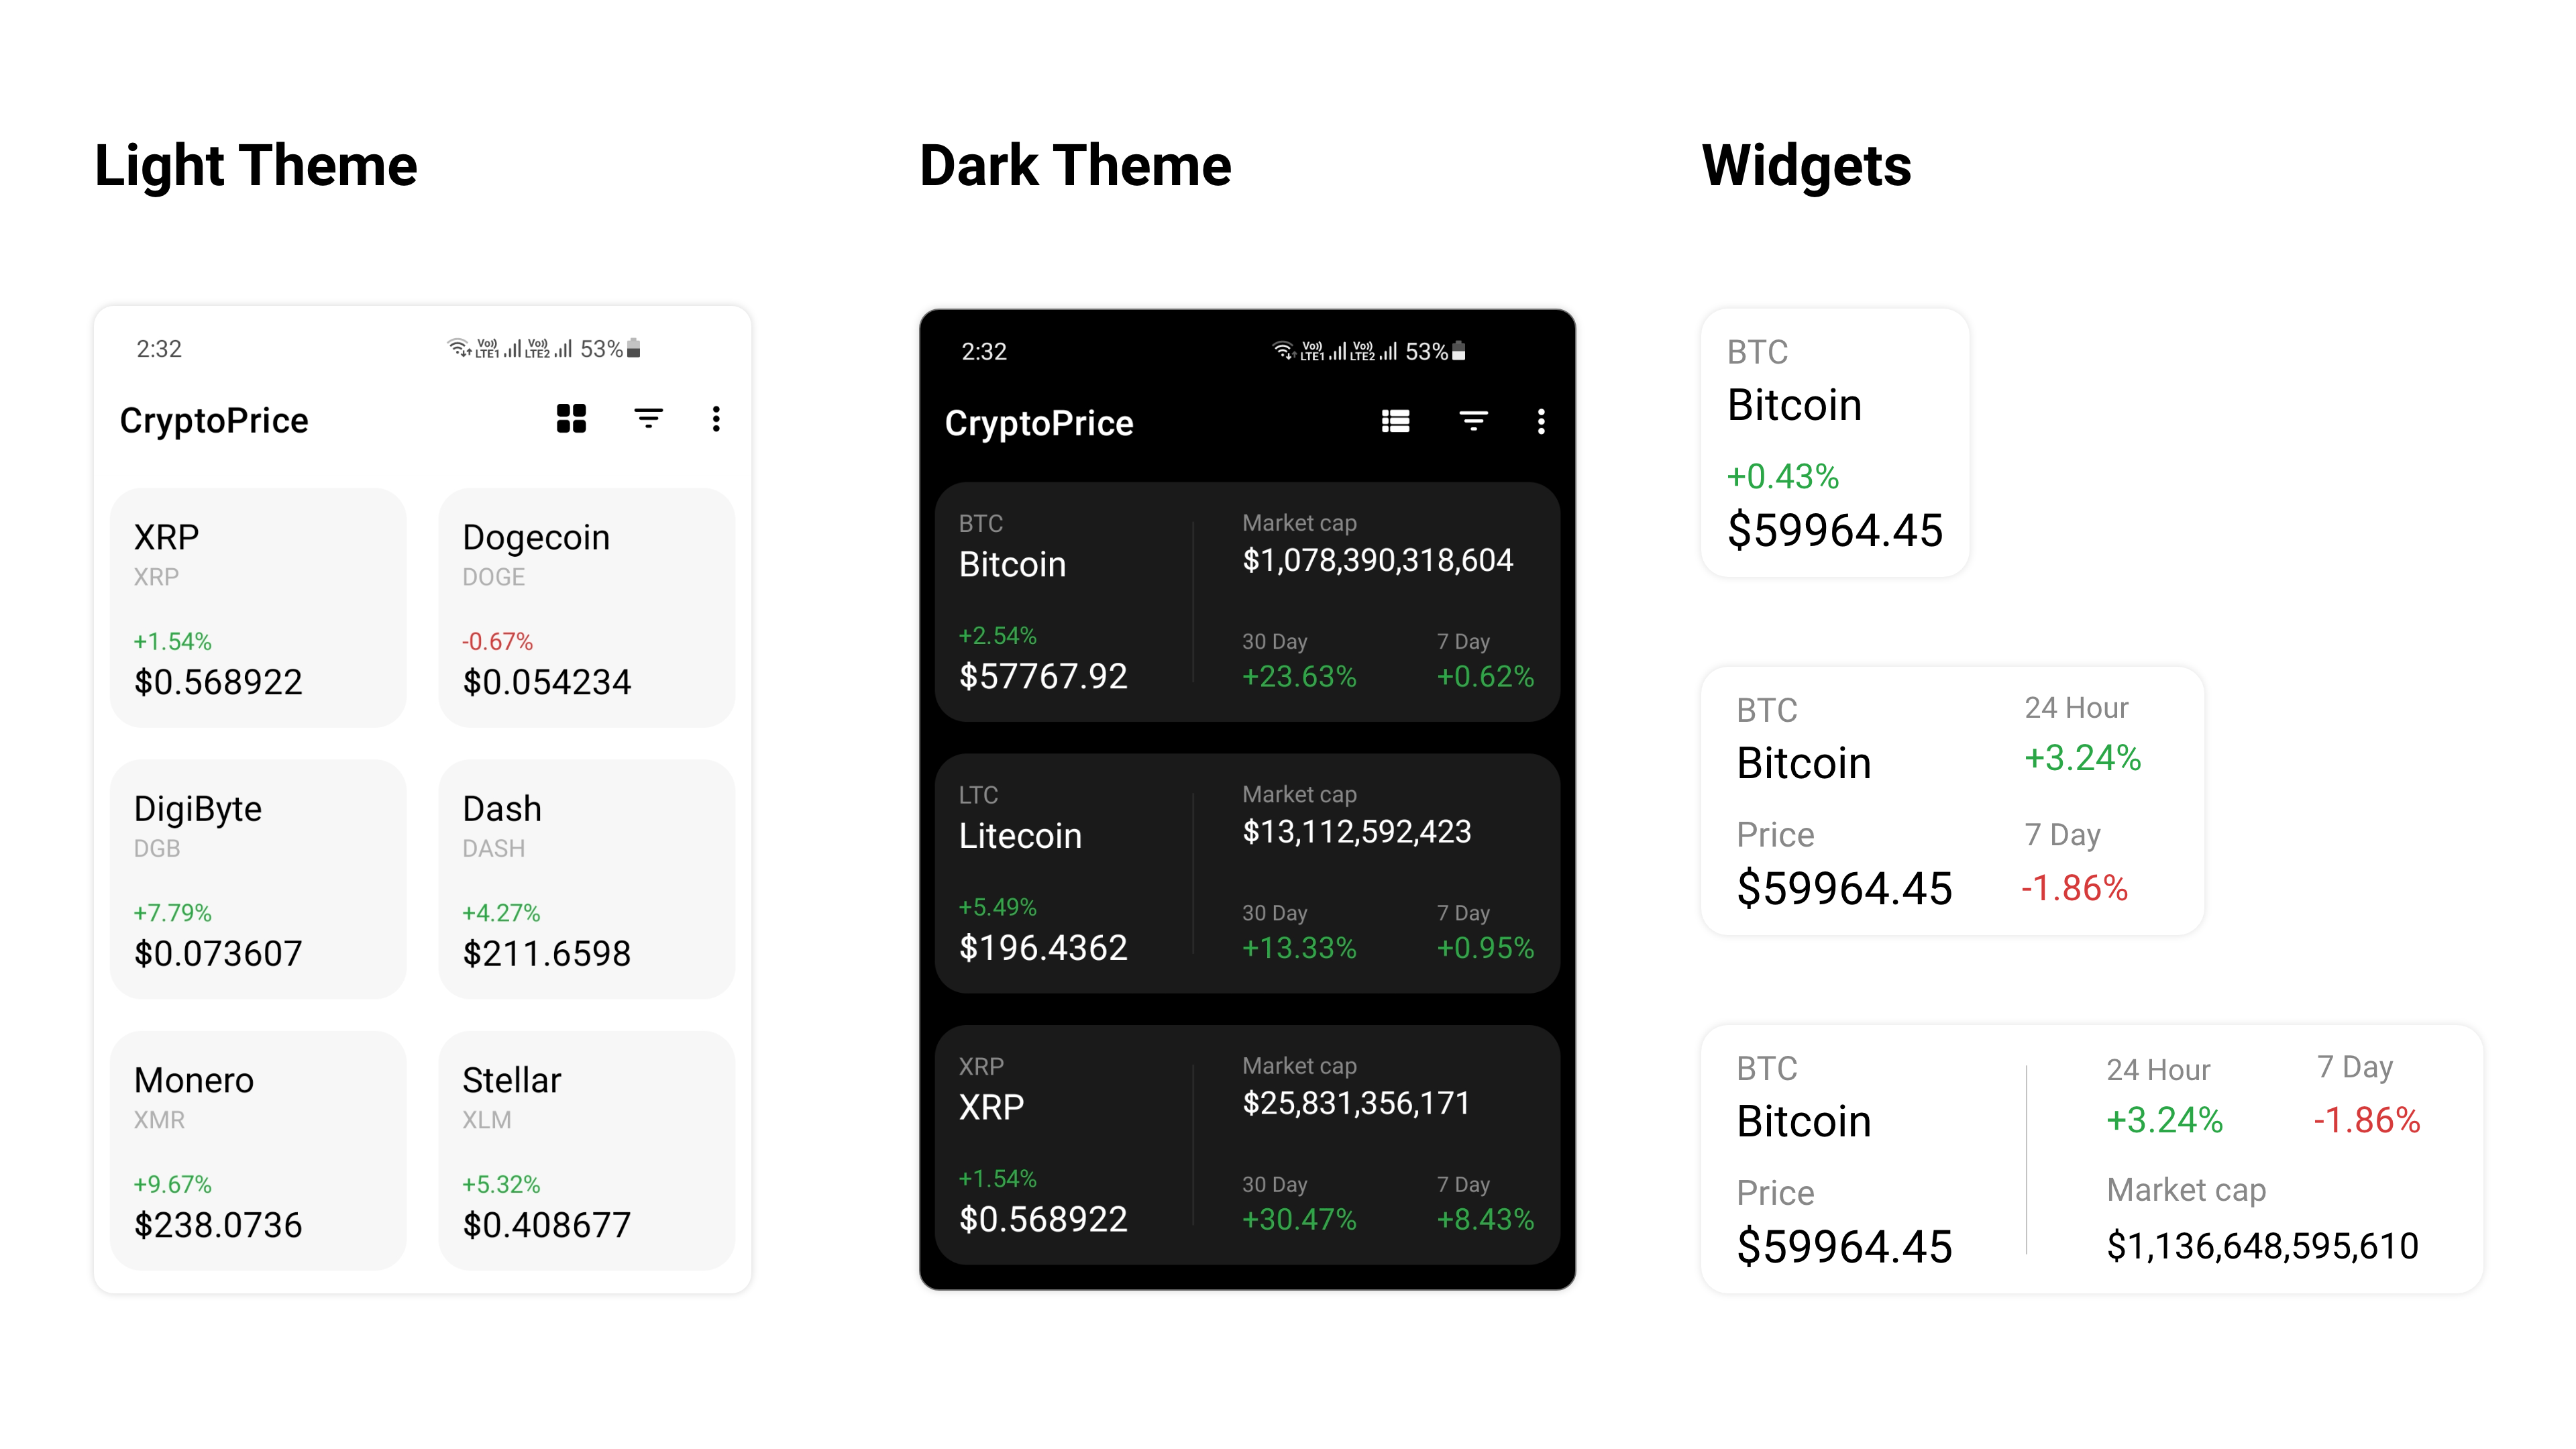 Light Theme
2:32
Vo)) LTE1 Vo)) LTE2 53%
CryptoPrice
XRP
XRP
+1.54%
$0.568922
Dogecoin
DOGE
-0.67%
$0.054234
DigiByte
DGB
+7.79%
$0.073607
Dash
DASH
+4.27%
$211.6598
Monero
XMR
+9.67%
$238.0736
Stellar
XLM
+5.32%
$0.408677
Dark Theme
2:32
Vo)) LTE1 Vo)) LTE2 53%
CryptoPrice
BTC
Bitcoin
+2.54%
$57767.92
Market cap
$1,078,390,318,604
30 Day
+23.63%
7 Day
+0.62%
LTC
Litecoin
+5.49%
$196.4362
Market cap
$13,112,592,423
30 Day
+13.33%
7 Day
+0.95%
XRP
XRP
+1.54%
$0.568922
Market cap
$25,831,356,171
30 Day
+30.47%
7 Day
+8.43%
Widgets
BTC
Bitcoin
+0.43%
$59964.45
BTC
Bitcoin
Price
$59964.45
24 Hour
+3.24%
7 Day
-1.86%
BTC
Bitcoin
Price
$59964.45
24 Hour
+3.24%
7 Day
-1.86%
Market cap
$1,136,648,595,610